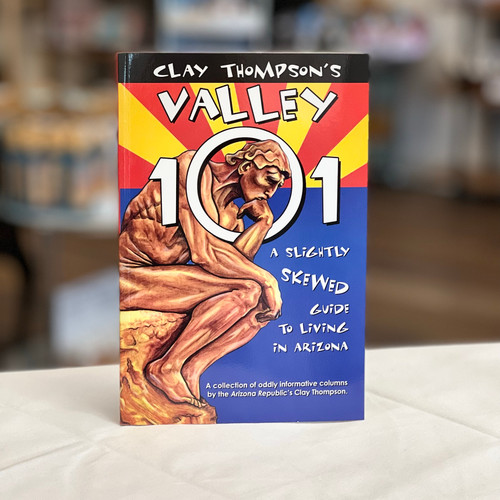 CLAY THOMPSON'S
VALLEY
101
A SLIGHTLY
SKEWED
GUIDE
TO LIVING
IN ARIZONA
A collection of oddly informative columns
by the Arizona Republic's Clay Thompson.